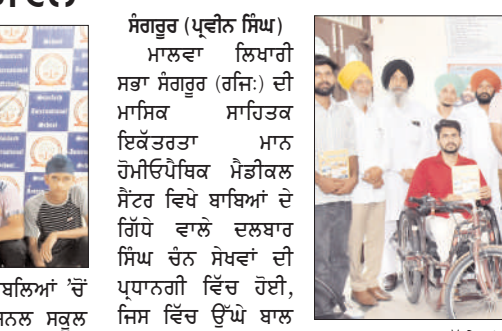 ਸੰਗਰੂਰ (ਪ੍ਰਵੀਨ ਸਿੰਘ)
ਮਾਲਵਾ ਲਿਖਾਰੀ
ਸਭਾ ਸੰਗਰੂਰ (ਰਜਿ:) ਦੀ
ਮਾਸਿਕ ਸਾਹਿਤਕ
ਇਕੱਤਰਤਾ ਮਾਨ
ਹੋਮੀਓਪੈਥਿਕ ਮੈਡੀਕਲ
ਸੈਂਟਰ ਵਿਖੇ ਬਾਬਿਆਂ ਦੇ
ਗਿੱਧੇ ਵਾਲੇ ਦਲਬਾਰ
ਸਿੰਘ ਚੱਨ ਸੇਖਵਾਂ ਦੀ
ਪ੍ਰਧਾਨਗੀ ਵਿੱਚ ਹੋਈ,
ਜਿਸ ਵਿੱਚ ਉੱਘੇ ਬਾਲ
ਬਲਿਆਂ 'ਚੋਂ
ਸ਼ਨਲ ਸਕੂਲ